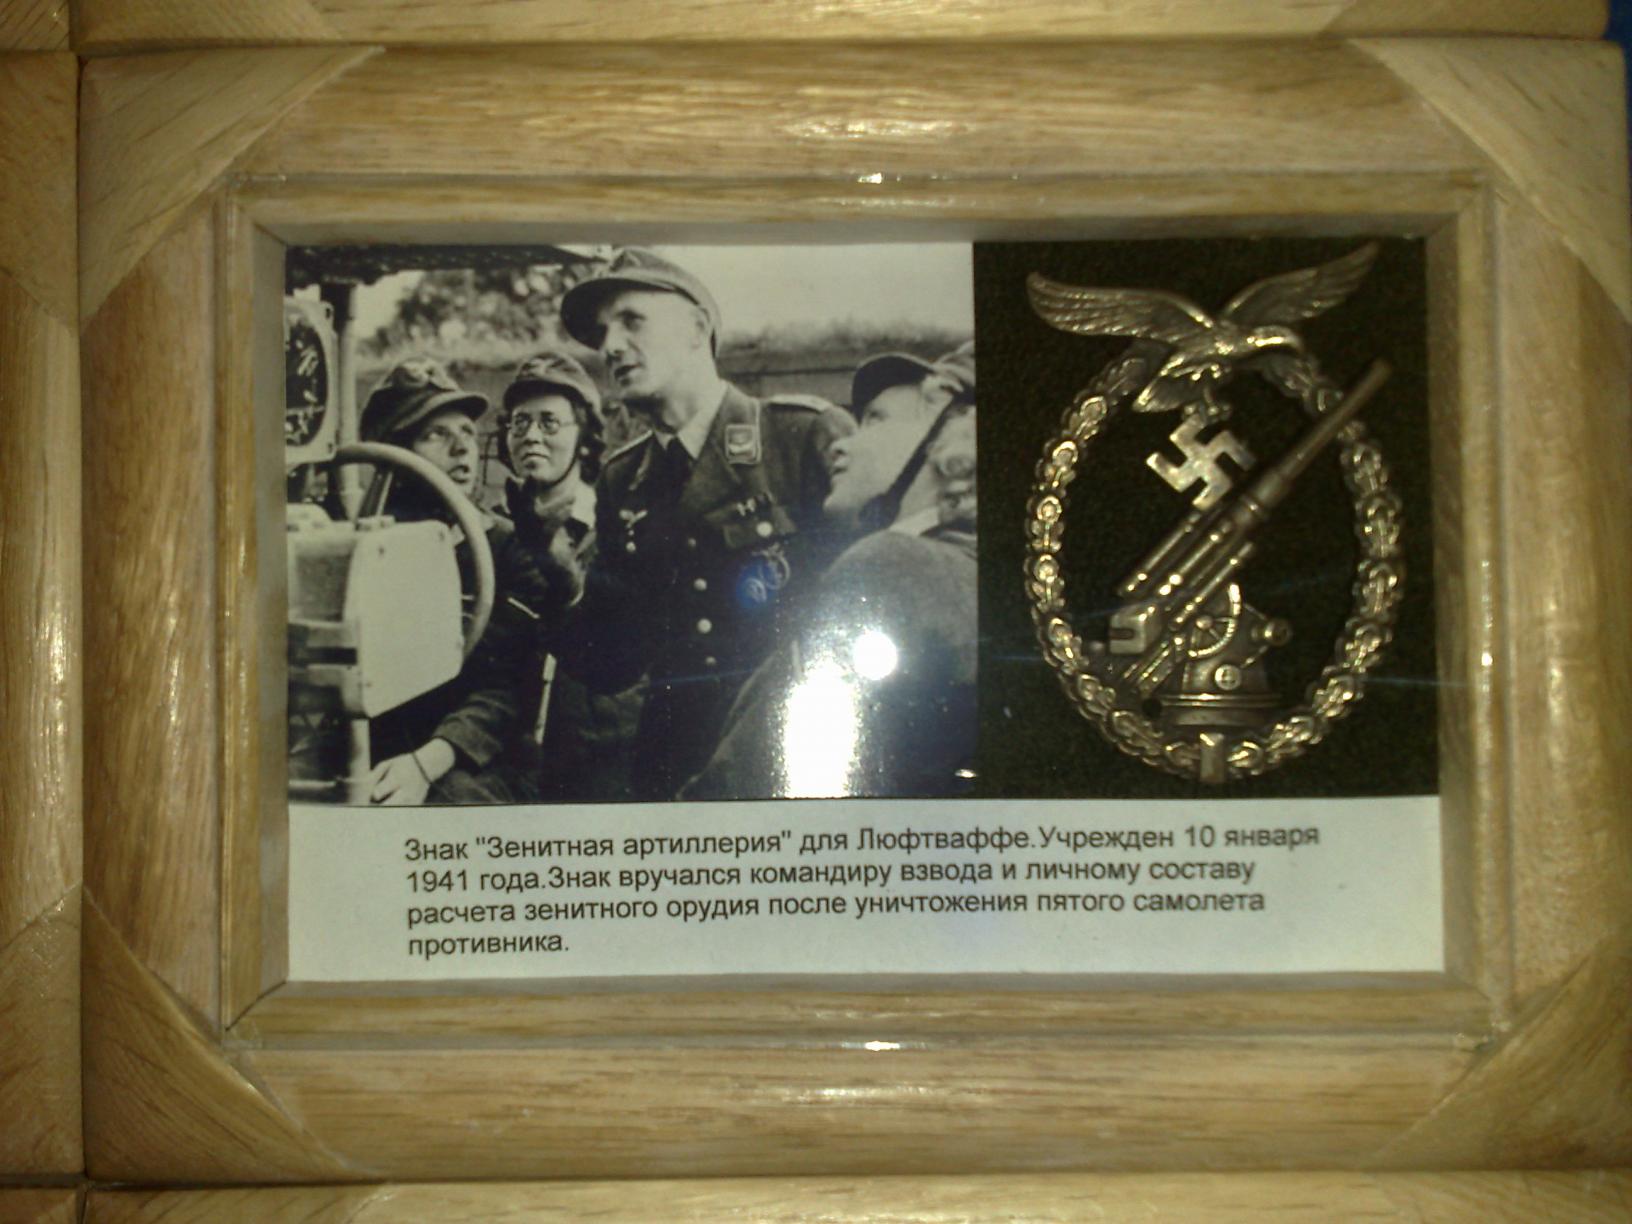 Знак "Зенитная артиллерия" для Люфтваффе.Учрежден 10 января
1941 года.Знак вручался командиру взвода и личному составу
расчета зенитного орудия после уничтожения пятого самолета
противника.